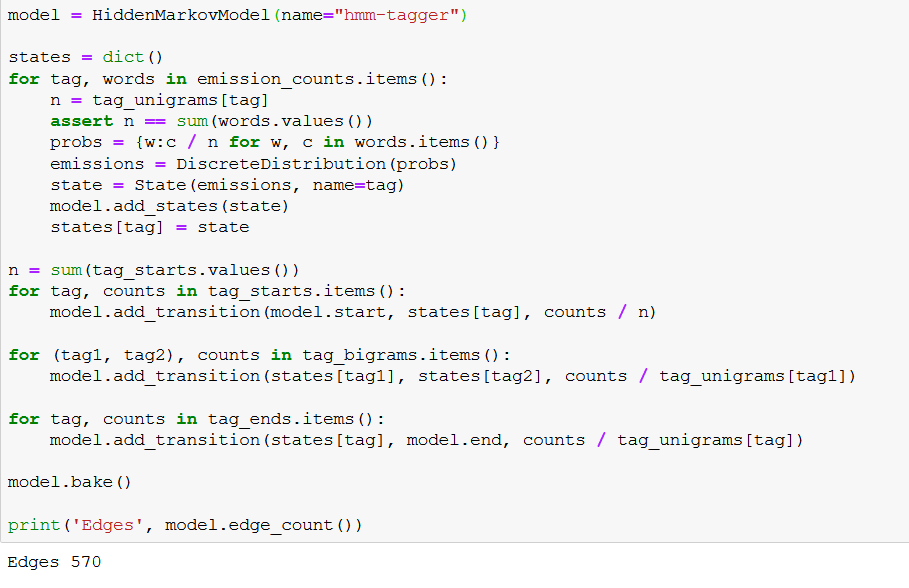 model = HiddenMarkovModel(name="hmm-tagger")

states = dict()
for tag, words in emission_counts.items():
    n = tag_unigrams[tag]
    assert n == sum(words.values())
    probs = {w:c / n for w, c in words.items()}
    emissions = DiscreteDistribution(probs)
    state = State(emissions, name=tag)
    model.add_states(state)
    states[tag] = state

n = sum(tag_starts.values())
for tag, counts in tag_starts.items():
    model.add_transition(model.start, states[tag], counts / n)

for (tag1, tag2), counts in tag_bigrams.items():
    model.add_transition(states[tag1], states[tag2], counts / tag_unigrams[tag1])

for tag, counts in tag_ends.items():
    model.add_transition(states[tag], model.end, counts / tag_unigrams[tag])

model.bake()

print('Edges', model.edge_count())
Edges 570